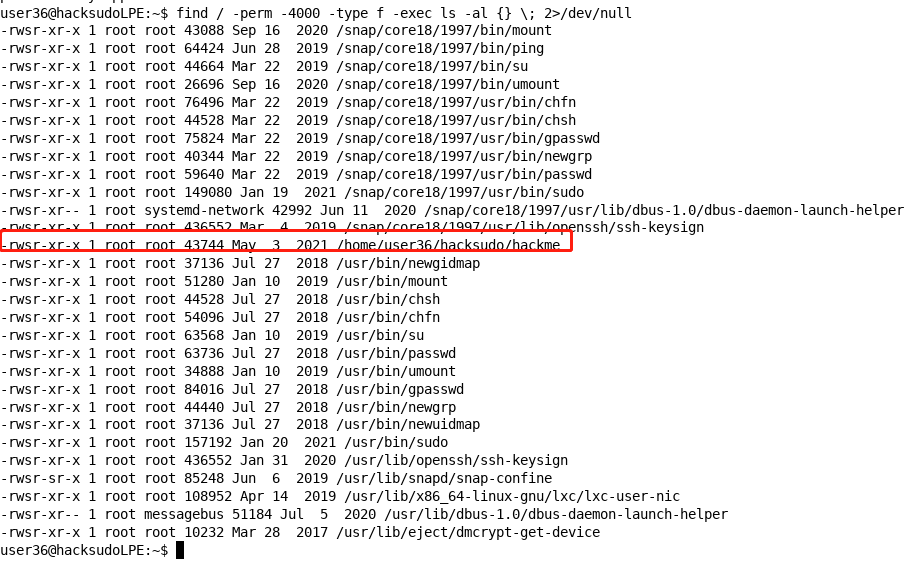 user36@hacksudoLPE:~$ find / -perm -4000 -type f -exec ls -al {} \; 2>/dev/null
-rwsr-xr-x 1 root root 43088 Sep 16  2020 /snap/core18/1997/bin/mount
-rwsr-xr-x 1 root root 64424 Jun 28  2019 /snap/core18/1997/bin/ping
-rwsr-xr-x 1 root root 44664 Mar 22  2019 /snap/core18/1997/bin/su
-rwsr-xr-x 1 root root 26696 Sep 16  2020 /snap/core18/1997/bin/umount
-rwsr-xr-x 1 root root 76496 Mar 22  2019 /snap/core18/1997/usr/bin/chfn
-rwsr-xr-x 1 root root 44528 Mar 22  2019 /snap/core18/1997/usr/bin/chsh
-rwsr-xr-x 1 root root 75824 Mar 22  2019 /snap/core18/1997/usr/bin/gpasswd
-rwsr-xr-x 1 root root 40344 Mar 22  2019 /snap/core18/1997/usr/bin/newgrp
-rwsr-xr-x 1 root root 59640 Mar 22  2019 /snap/core18/1997/usr/bin/passwd
-rwsr-xr-x 1 root root 149080 Jan 19  2021 /snap/core18/1997/usr/bin/sudo
-rwsr-xr-- 1 root systemd-network 42992 Jun 11  2020 /snap/core18/1997/usr/lib/dbus-1.0/dbus-daemon-launch-helper
-rwsr-xr-x 1 root root 436552 Mar  4  2019 /snap/core18/1997/usr/lib/openssh/ssh-keysign
-rwsr-xr-x 1 root root 43744 May  3  2021 /home/user36/hacksudo/hackme
-rwsr-xr-x 1 root root 37136 Jul 27  2018 /usr/bin/newgidmap
-rwsr-xr-x 1 root root 51280 Jan 10  2019 /usr/bin/mount
-rwsr-xr-x 1 root root 44528 Jul 27  2018 /usr/bin/chsh
-rwsr-xr-x 1 root root 54096 Jul 27  2018 /usr/bin/chfn
-rwsr-xr-x 1 root root 63568 Jan 10  2019 /usr/bin/su
-rwsr-xr-x 1 root root 63736 Jul 27  2018 /usr/bin/passwd
-rwsr-xr-x 1 root root 34888 Jan 10  2019 /usr/bin/umount
-rwsr-xr-x 1 root root 84016 Jul 27  2018 /usr/bin/gpasswd
-rwsr-xr-x 1 root root 44440 Jul 27  2018 /usr/bin/newgrp
-rwsr-xr-x 1 root root 37136 Jul 27  2018 /usr/bin/newuidmap
-rwsr-xr-x 1 root root 157192 Jan 20  2021 /usr/bin/sudo
-rwsr-xr-x 1 root root 436552 Jan 31  2020 /usr/lib/openssh/ssh-keysign
-rwsr-sr-x 1 root root 85248 Jun  6  2019 /usr/lib/snapd/snap-confine
-rwsr-xr-x 1 root root 108952 Apr 14  2019 /usr/lib/x86_64-linux-gnu/lxc/lxc-user-nic
-rwsr-xr-- 1 root messagebus 51184 Jul  5  2020 /usr/lib/dbus-1.0/dbus-daemon-launch-helper
-rwsr-xr-x 1 root root 10232 Mar 28  2017 /usr/lib/eject/dmcrypt-get-device
user36@hacksudoLPE:~$